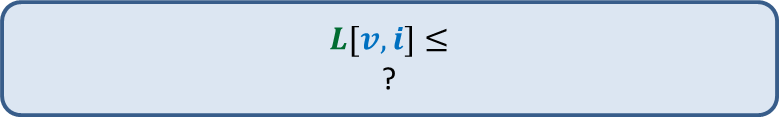 L[v, i] ≤
?